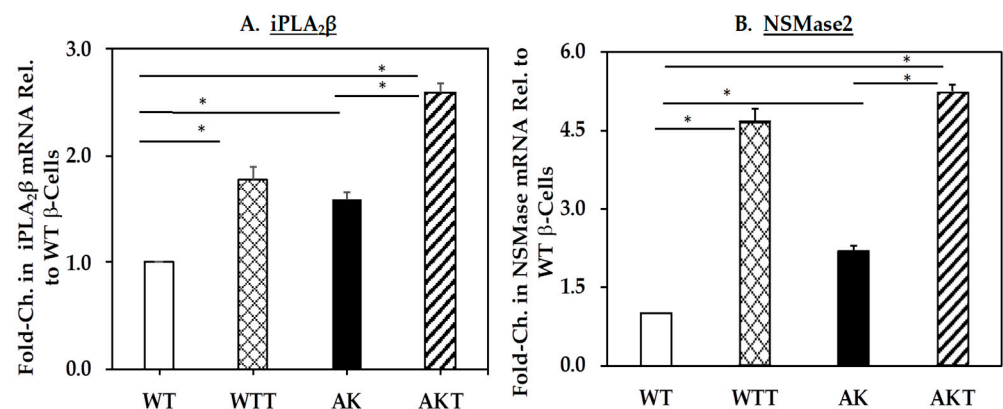 A. iPLA₂β
Fold-Ch. in iPLA₂β mRNA Rel.
to WT β-Cells
3.0
2.0
1.0
0.0
*
*
*
*
WT WTT AK AKT
B. NSMase2
Fold-Ch. in NSMase mRNA Rel. to
WT β-Cells
6.0
4.5
3.0
1.5
0.0
*
*
*
*
WT WTT AK AKT